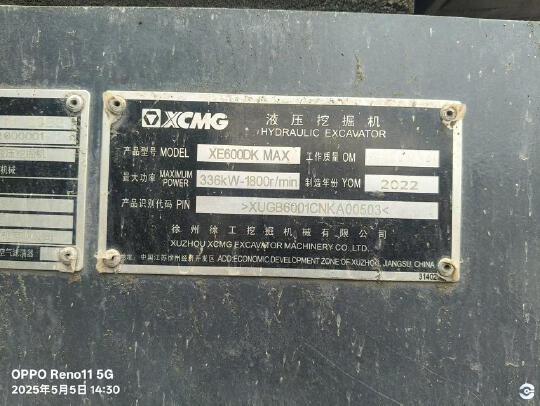 XCMG 液压挖掘机
HYDRAULIC EXCAVATOR
产品型号 MODEL XE600DK MAX 工作质量 OM
最大功率 MAXIMUM POWER 336kW-1800r/min 制造年份 YOM 2022
产品识别代码 PIN >XUGB6001CNKA00503<
徐州徐工挖掘机械有限公司
XUZHOU XCMG EXCAVATOR MACHINERY CO.,LTD.
地址:中国江苏徐州经济开发区 ADD:ECONOMIC DEVELOPMENT ZONE OF XUZHOU, JIANGSU, CHINA
OPPO Reno11 5G
2025年5月5日 14:30